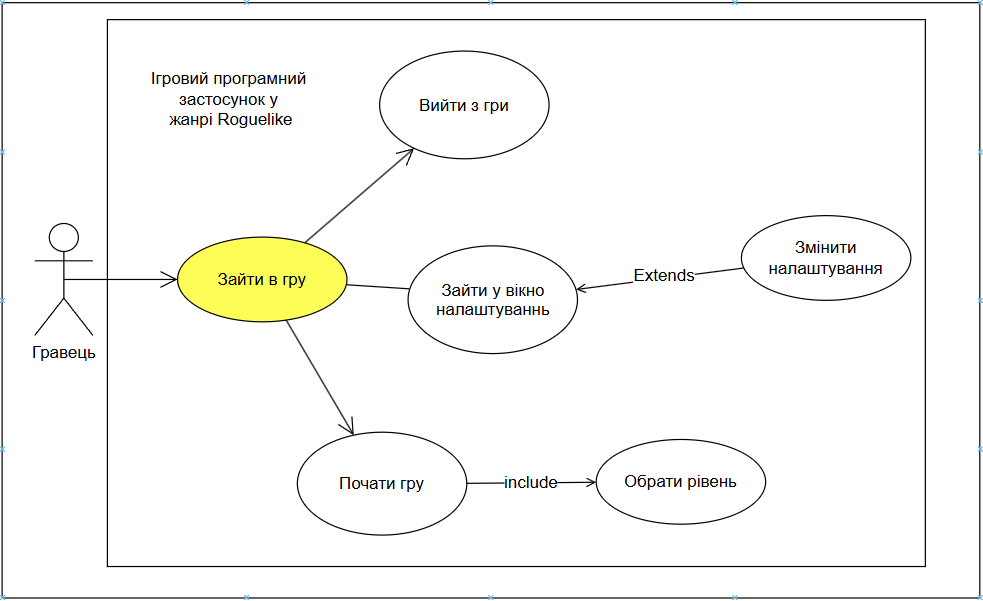 Ігровий програмний
застосунок у
жанрі Roguelike
Вийти з гри
Гравець
Зайти в гру
Зайти у вікно
налаштуваннь
Extends
Змінити
налаштування
Почати гру
include
Обрати рівень